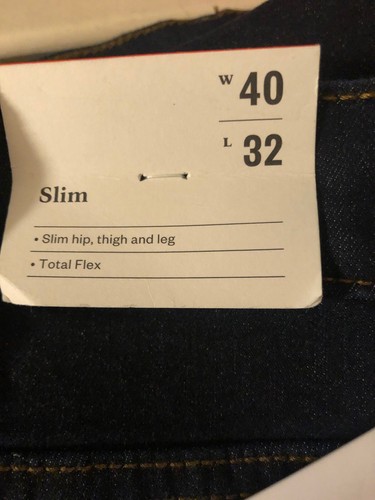 W 40
L 32
Slim
• Slim hip, thigh and leg
• Total Flex